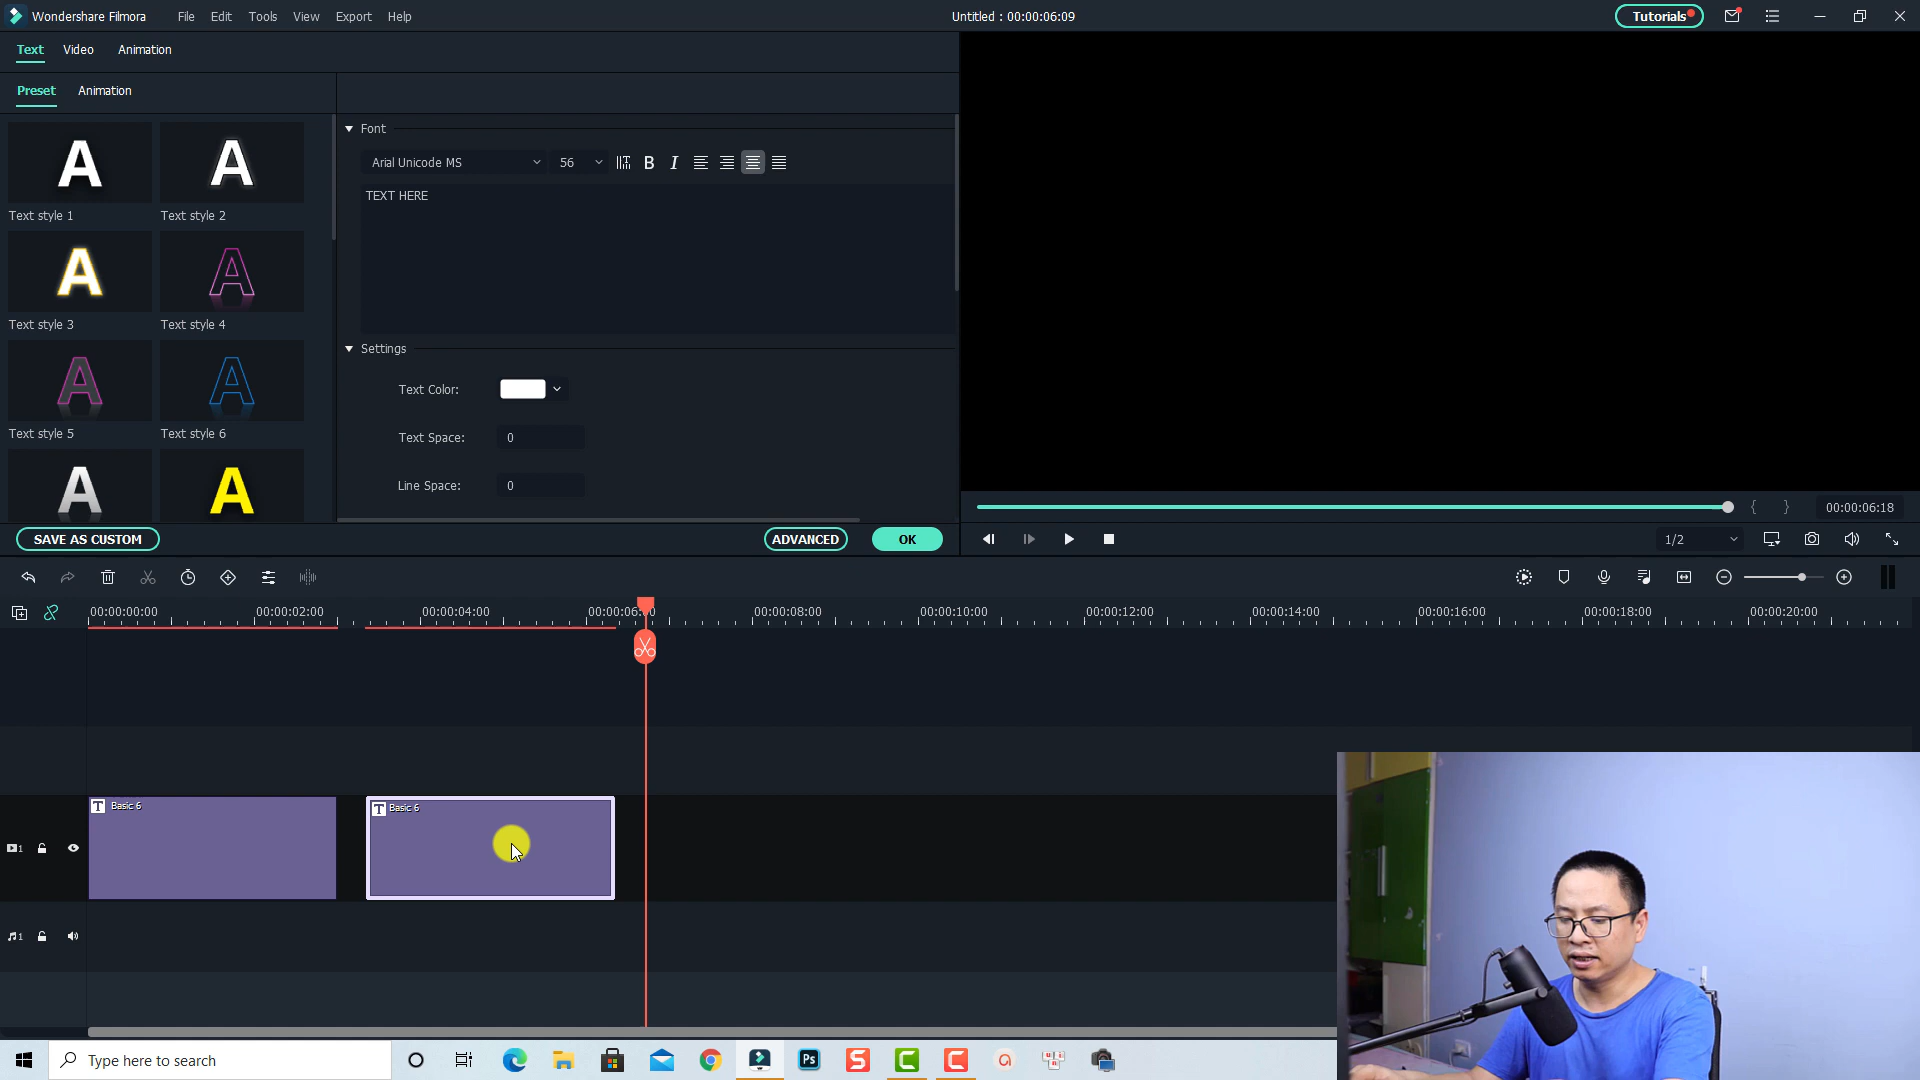 Wondershare Filmora File Edit Tools View Export Help Untitled : 00:00:06:09 Tutorials
Text Video Animation
Preset Animation
Font
Arial Unicode MS 56 B I
TEXT HERE
A A
Text style 1 Text style 2
A A
Text style 3 Text style 4
Settings
Text Color:
A A
Text style 5 Text style 6
Text Space: 0
Line Space: 0
A A
{ } 00:00:06:18
SAVE AS CUSTOM ADVANCED OK 1/2
00:00:00:00 00:00:02:00 00:00:04:00 00:00:08:00 00:00:10:00 00:00:12:00 00:00:14:00 00:00:16:00 00:00:18:00 00:00:20:00
T Basic 6 T Basic 6
1
1
Type here to search Ps S C C